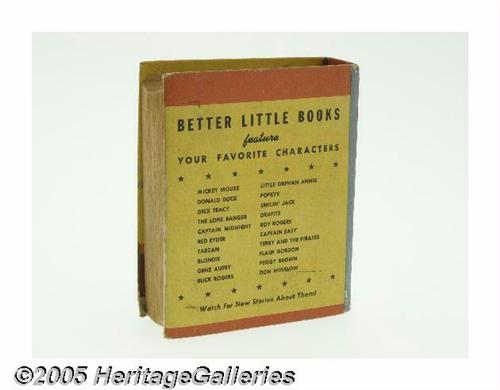 BETTER LITTLE BOOKS
feature
YOUR FAVORITE CHARACTERS
MICKEY MOUSE
DONALD DUCK
DICK TRACY
THE LONE RANGER
CAPTAIN MIDNIGHT
RED RYDER
TARZAN
BLONDIE
GENE AUTRY
BUCK ROGERS
LITTLE ORPHAN ANNIE
POPEYE
SMILIN' JACK
DRAFTIE
ROY ROGERS
CAPTAIN EASY
TERRY AND THE PIRATES
FLASH GORDON
PEGGY BROWN
DON WINSLOW
Watch for New Stories About Them!
©2005 HeritageGalleries